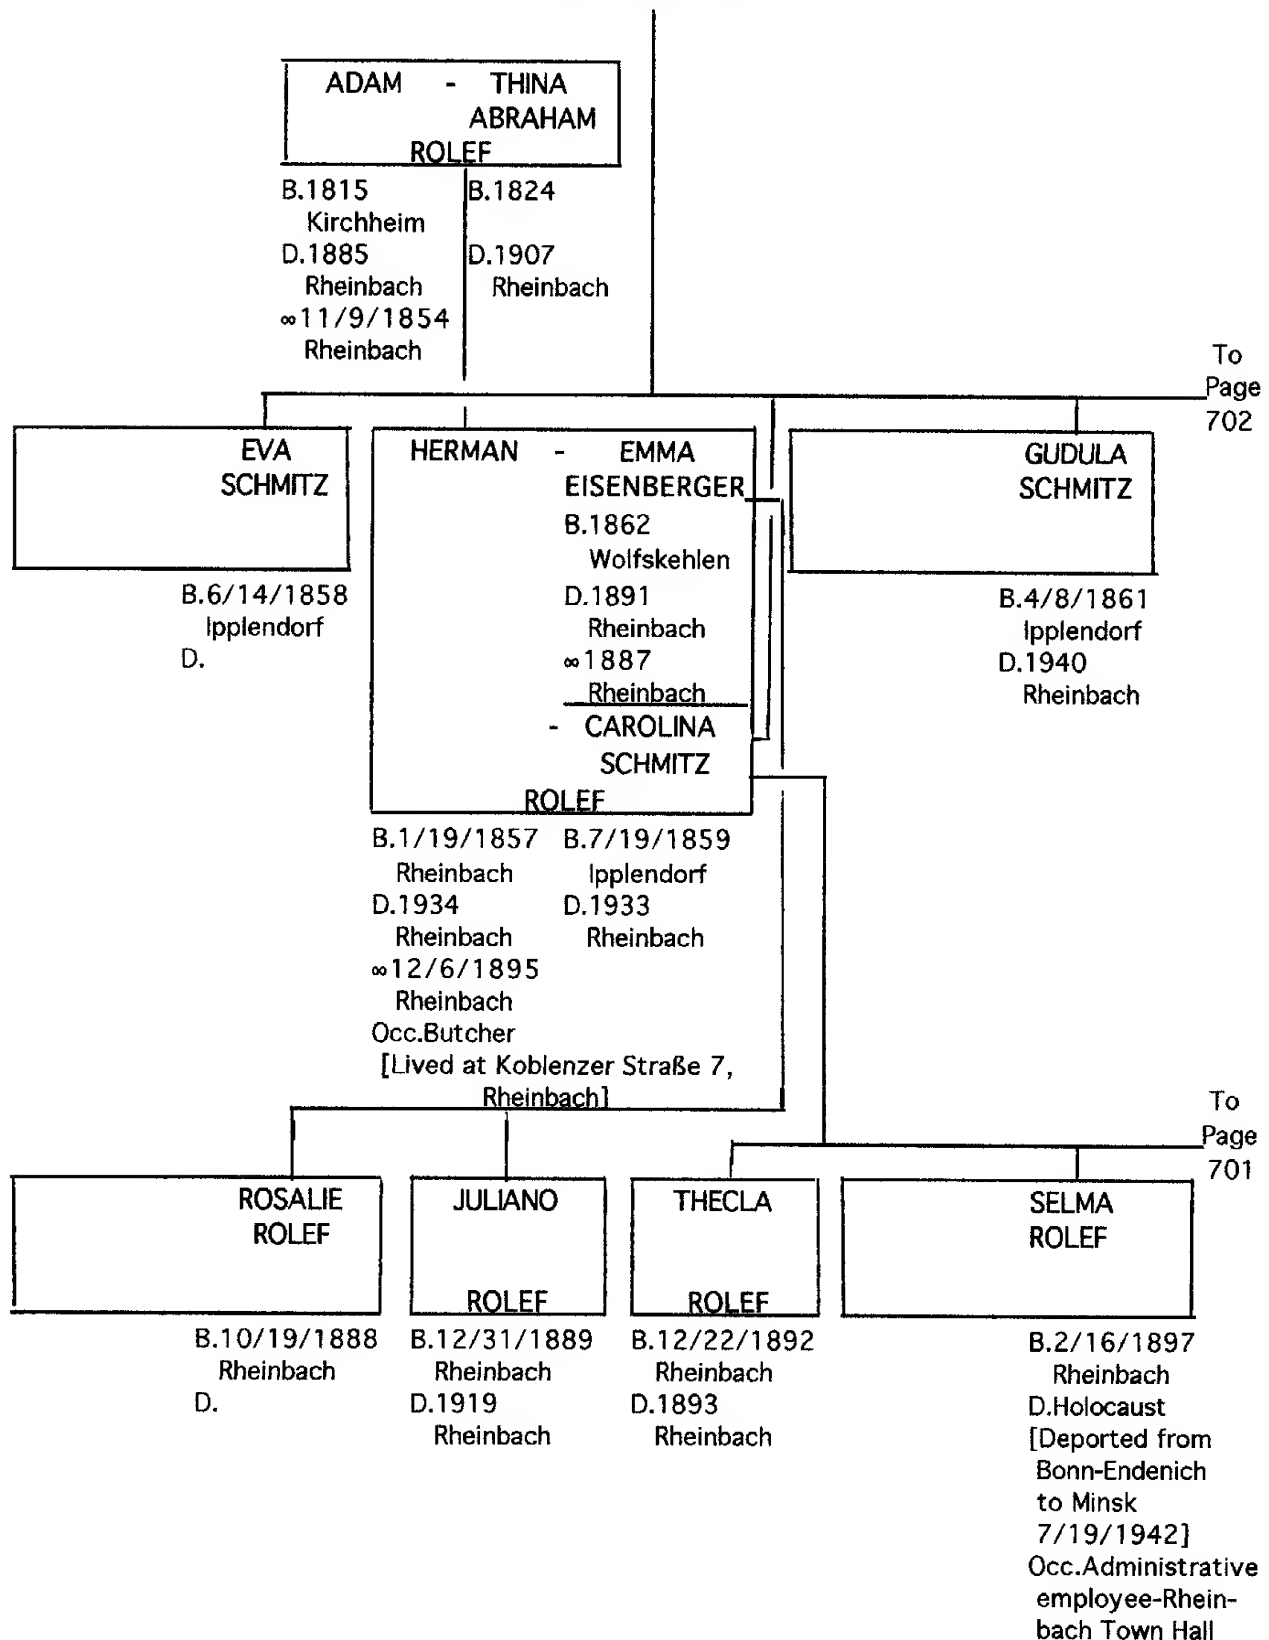 ADAM - THINA
ABRAHAM
ROLEF
B.1815 B.1824
Kirchheim
D.1885 D.1907
Rheinbach Rheinbach
∞11/9/1854
Rheinbach
To
Page
702
EVA
SCHMITZ
B.6/14/1858
Ipplendorf
D.
HERMAN - EMMA
EISENBERGER
B.1862
Wolfskehlen
D.1891
Rheinbach
∞1887
Rheinbach
- CAROLINA
SCHMITZ
ROLEF
B.1/19/1857 B.7/19/1859
Rheinbach Ipplendorf
D.1934 D.1933
Rheinbach Rheinbach
∞12/6/1895
Rheinbach
Occ.Butcher
[Lived at Koblenzer Straße 7,
Rheinbach]
GUDULA
SCHMITZ
B.4/8/1861
Ipplendorf
D.1940
Rheinbach
To
Page
701
ROSALIE
ROLEF
B.10/19/1888
Rheinbach
D.
JULIANO
ROLEF
B.12/31/1889
Rheinbach
D.1919
Rheinbach
THECLA
ROLEF
B.12/22/1892
Rheinbach
D.1893
Rheinbach
SELMA
ROLEF
B.2/16/1897
Rheinbach
D.Holocaust
[Deported from
Bonn-Endenich
to Minsk
7/19/1942]
Occ.Administrative
employee-Rhein-
bach Town Hall